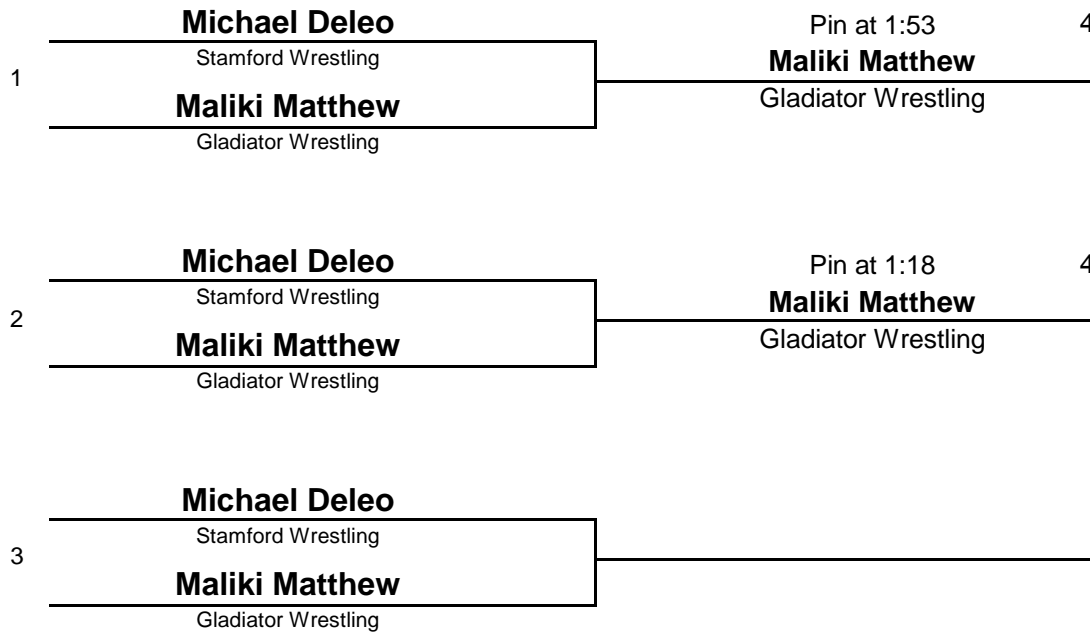 Michael Deleo
Stamford Wrestling
1
Maliki Matthew
Gladiator Wrestling
Pin at 1:53
4
Maliki Matthew
Gladiator Wrestling
Michael Deleo
Stamford Wrestling
2
Maliki Matthew
Gladiator Wrestling
Pin at 1:18
4
Maliki Matthew
Gladiator Wrestling
Michael Deleo
Stamford Wrestling
3
Maliki Matthew
Gladiator Wrestling